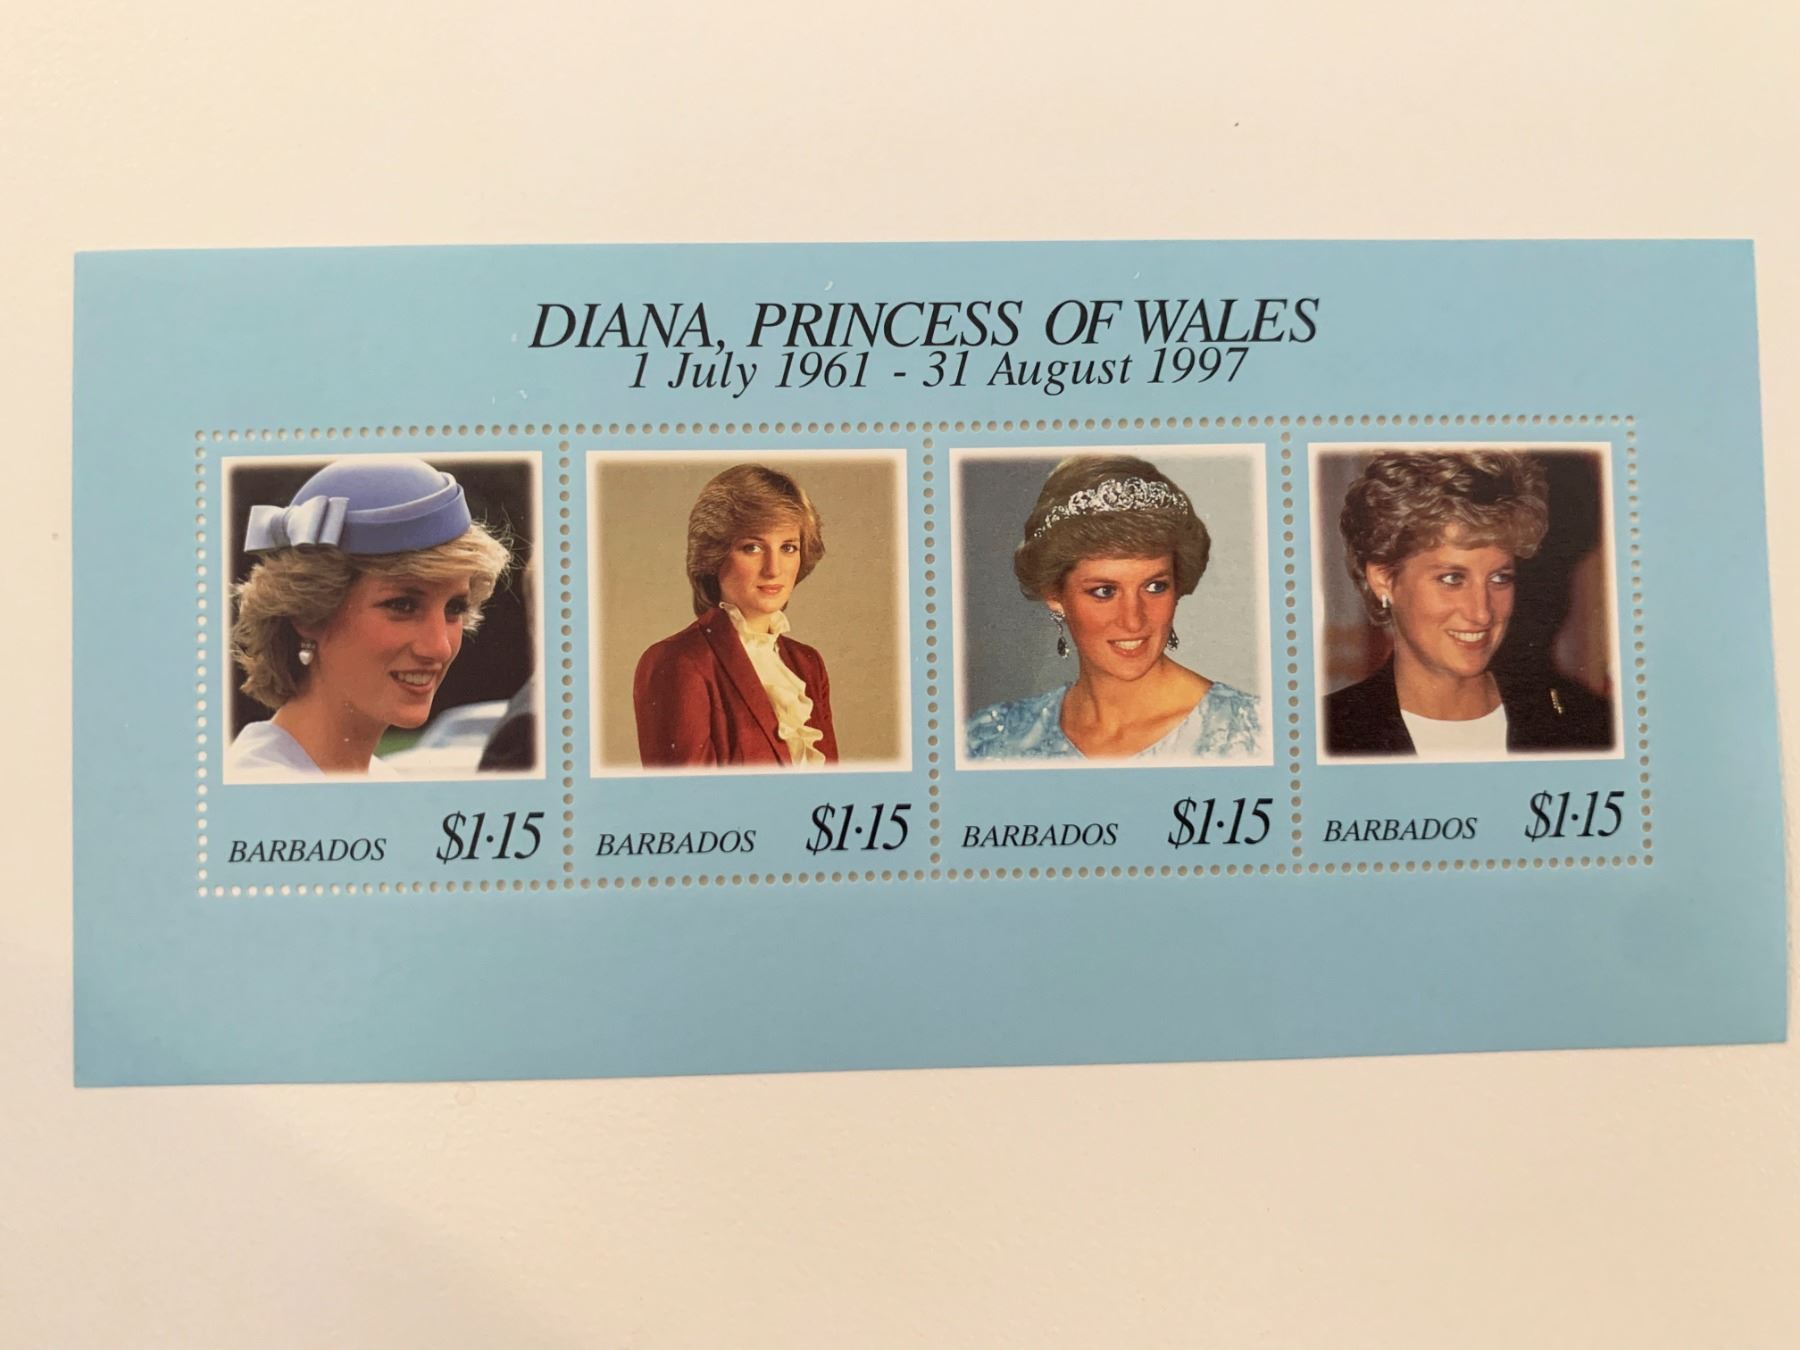 DIANA, PRINCESS OF WALES
1 July 1961 - 31 August 1997
BARBADOS $1·15
BARBADOS $1·15
BARBADOS $1·15
BARBADOS $1·15